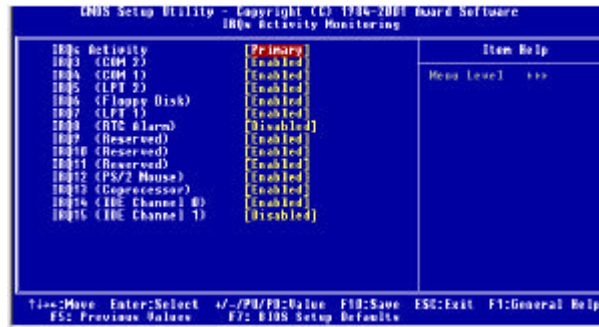 CMOS Setup Utility - Copyright (C) 1984-2001 Award Software
IRQs Activity Monitoring
IRQs Activity [Primary]
IRQ3 (COM 2) [Enabled]
IRQ4 (COM 1) [Enabled]
IRQ5 (LPT 2) [Enabled]
IRQ6 (Floppy Disk) [Enabled]
IRQ7 (LPT 1) [Enabled]
IRQ8 (RTC Alarm) [Disabled]
IRQ9 (Reserved) [Enabled]
IRQ10 (Reserved) [Enabled]
IRQ11 (Reserved) [Enabled]
IRQ12 (PS/2 Mouse) [Enabled]
IRQ13 (Coprocessor) [Enabled]
IRQ14 (IDE Channel 0) [Enabled]
IRQ15 (IDE Channel 1) [Disabled]
Item Help
Menu Level ▸▸▸
↑↓→←:Move Enter:Select +/-/PU/PD:Value F10:Save ESC:Exit F1:General Help
F5: Previous Values F7: BIOS Setup Defaults